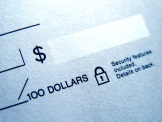 $
/100 DOLLARS
Security features
included.
Details on back.